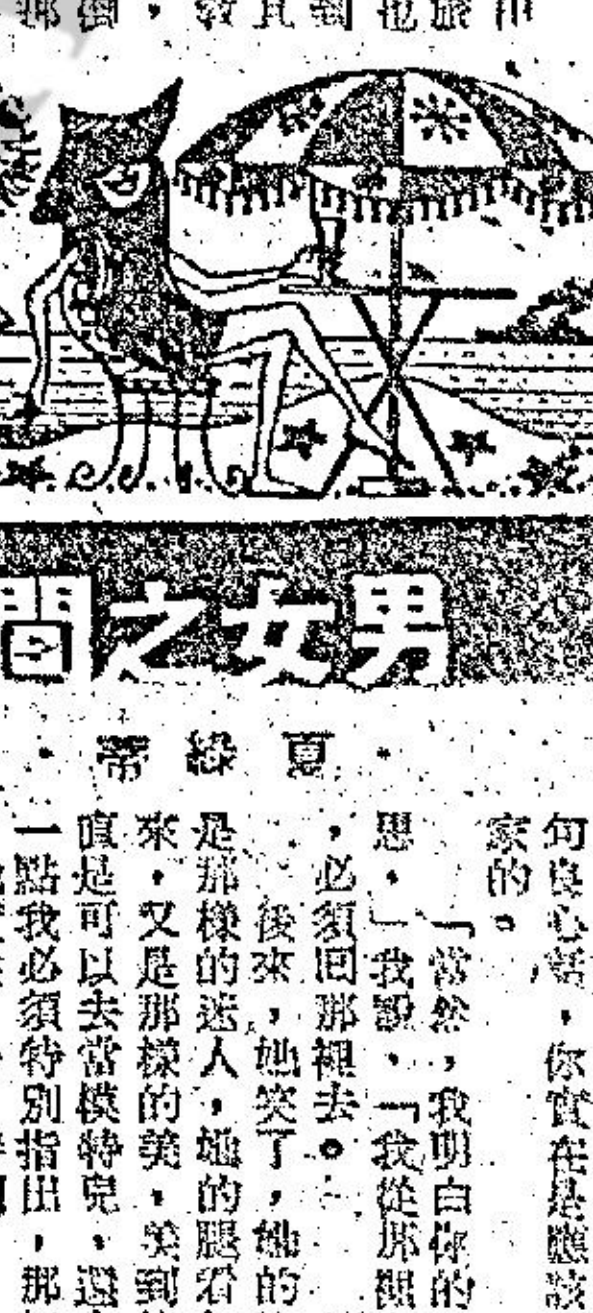 男女之間
・夏綠蒂・
句良心話，你實在是應該
家的。
「當然，我明白你的
思，」我說，「我從那裡
，必須回那裡去。
後來，她笑了，她的
是那樣的迷人，她的腿看
來，又是那樣的美，美到
直是可以去當模特兒，還
一點我必須特別指出，那